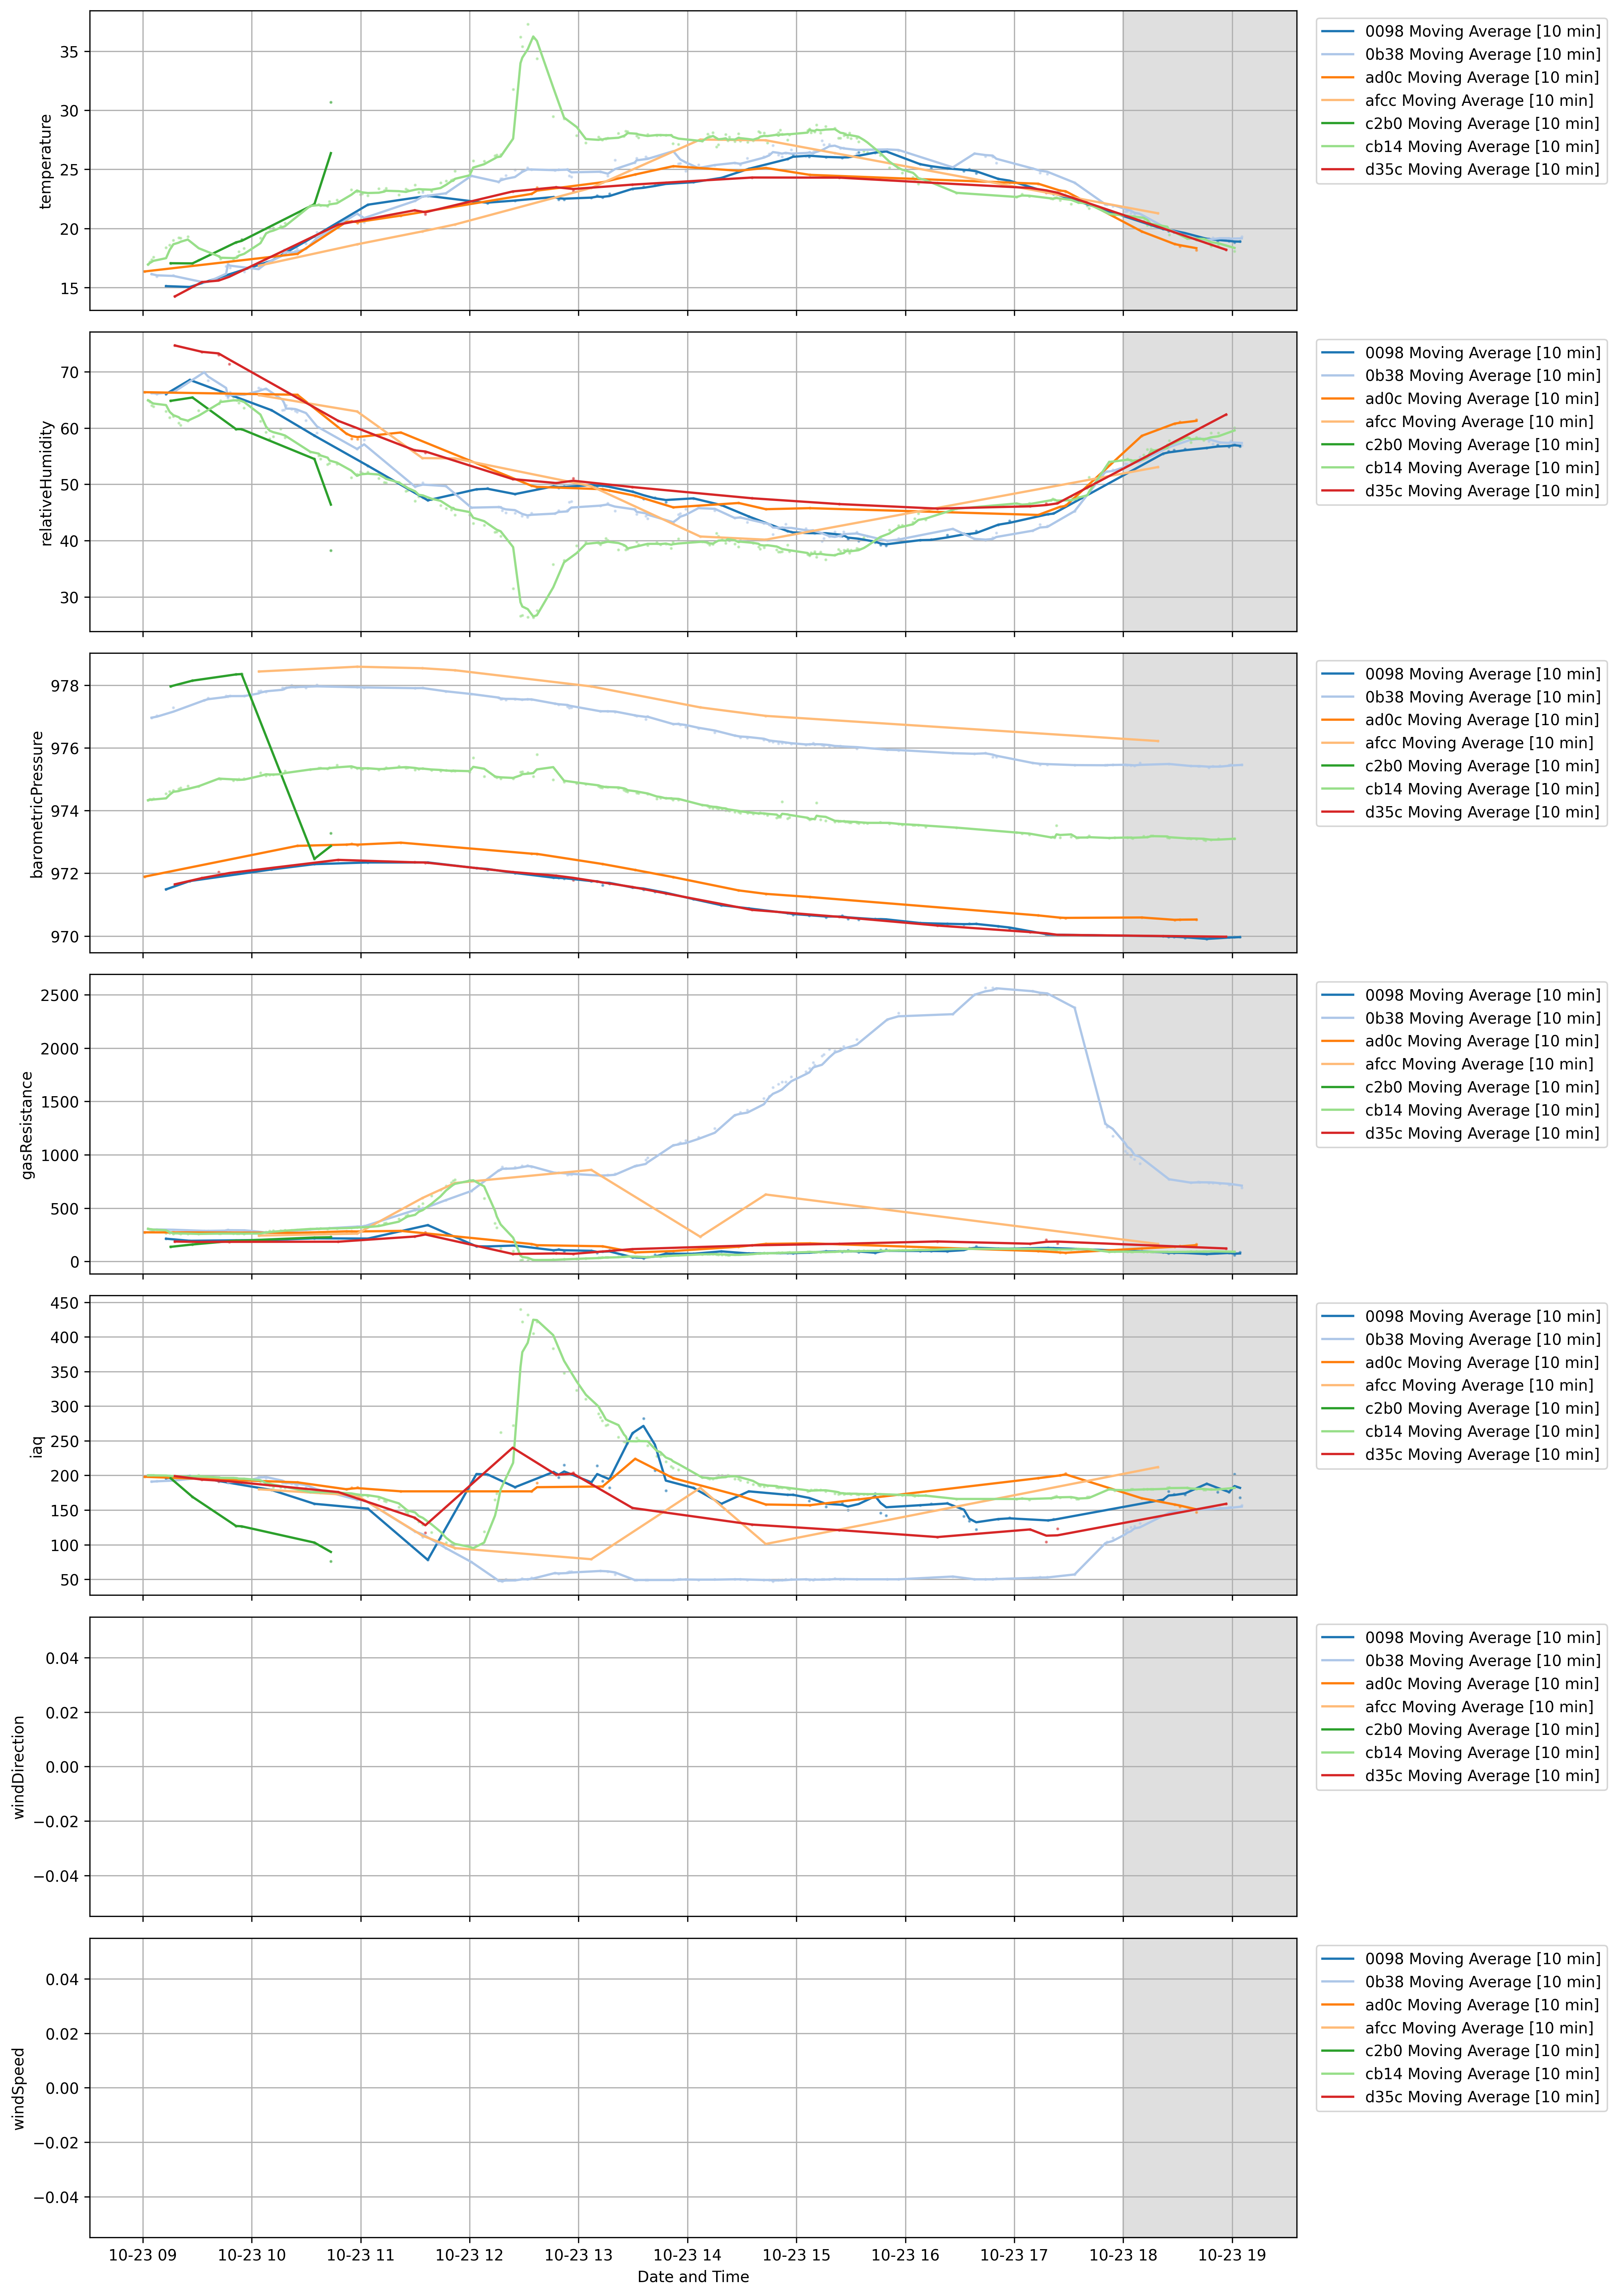 35
30
25
20
15
temperature
0098 Moving Average [10 min]
0b38 Moving Average [10 min]
ad0c Moving Average [10 min]
afcc Moving Average [10 min]
c2b0 Moving Average [10 min]
cb14 Moving Average [10 min]
d35c Moving Average [10 min]
70
60
50
40
30
relativeHumidity
0098 Moving Average [10 min]
0b38 Moving Average [10 min]
ad0c Moving Average [10 min]
afcc Moving Average [10 min]
c2b0 Moving Average [10 min]
cb14 Moving Average [10 min]
d35c Moving Average [10 min]
978
976
974
972
970
barometricPressure
0098 Moving Average [10 min]
0b38 Moving Average [10 min]
ad0c Moving Average [10 min]
afcc Moving Average [10 min]
c2b0 Moving Average [10 min]
cb14 Moving Average [10 min]
d35c Moving Average [10 min]
2500
2000
1500
1000
500
0
gasResistance
0098 Moving Average [10 min]
0b38 Moving Average [10 min]
ad0c Moving Average [10 min]
afcc Moving Average [10 min]
c2b0 Moving Average [10 min]
cb14 Moving Average [10 min]
d35c Moving Average [10 min]
450
400
350
300
250
200
150
100
50
iaq
0098 Moving Average [10 min]
0b38 Moving Average [10 min]
ad0c Moving Average [10 min]
afcc Moving Average [10 min]
c2b0 Moving Average [10 min]
cb14 Moving Average [10 min]
d35c Moving Average [10 min]
0.04
0.02
0.00
−0.02
−0.04
windDirection
0098 Moving Average [10 min]
0b38 Moving Average [10 min]
ad0c Moving Average [10 min]
afcc Moving Average [10 min]
c2b0 Moving Average [10 min]
cb14 Moving Average [10 min]
d35c Moving Average [10 min]
0.04
0.02
0.00
−0.02
−0.04
windSpeed
0098 Moving Average [10 min]
0b38 Moving Average [10 min]
ad0c Moving Average [10 min]
afcc Moving Average [10 min]
c2b0 Moving Average [10 min]
cb14 Moving Average [10 min]
d35c Moving Average [10 min]
10-23 09 10-23 10 10-23 11 10-23 12 10-23 13 10-23 14 10-23 15 10-23 16 10-23 17 10-23 18 10-23 19
Date and Time